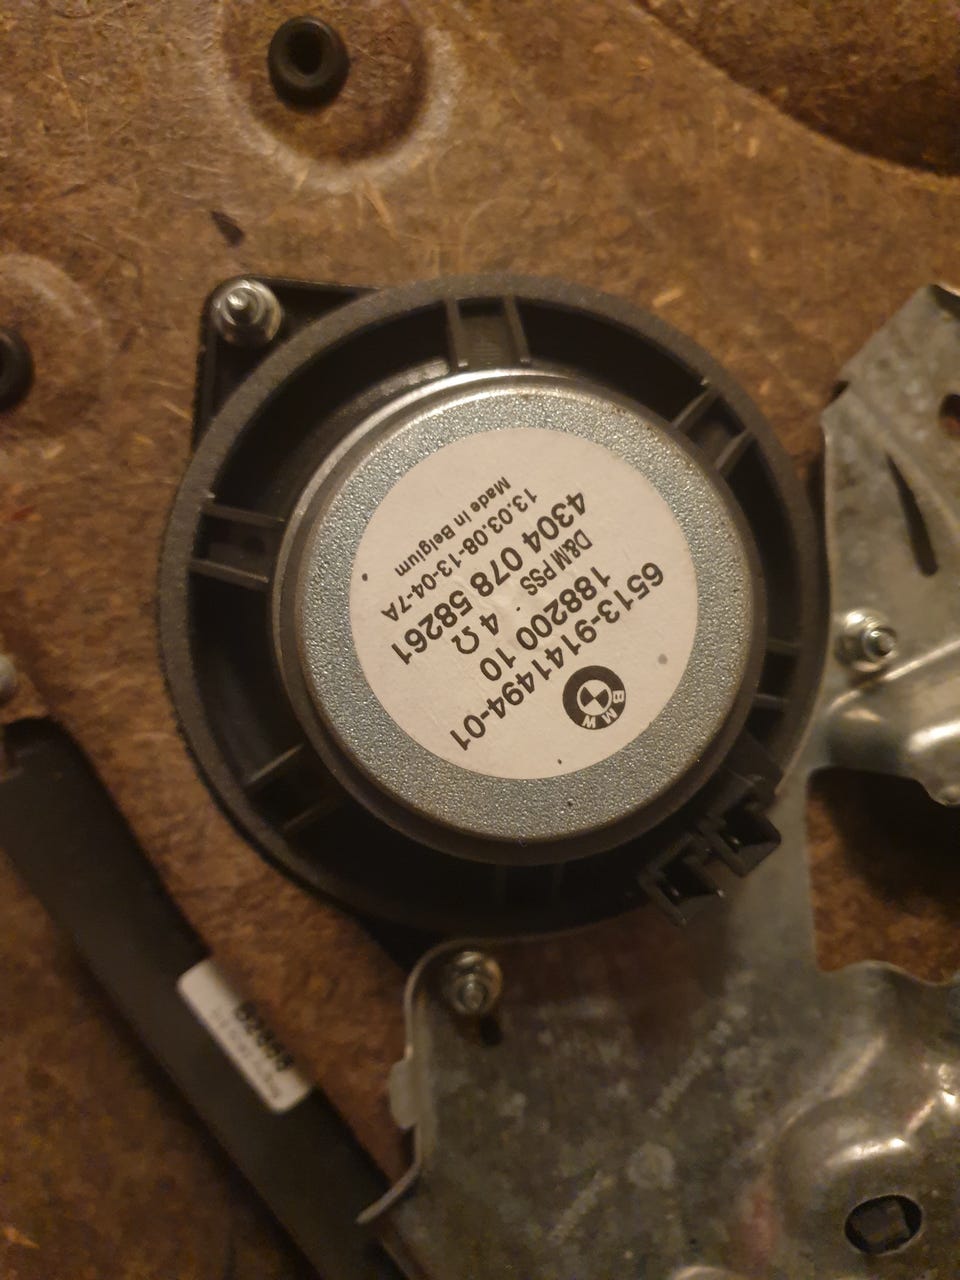 BMW
6513-9141494-01
188200 10
D&M PSS 4 Ω
4304 078 58261
13.03.08-13-04-7A
Made in Belgium